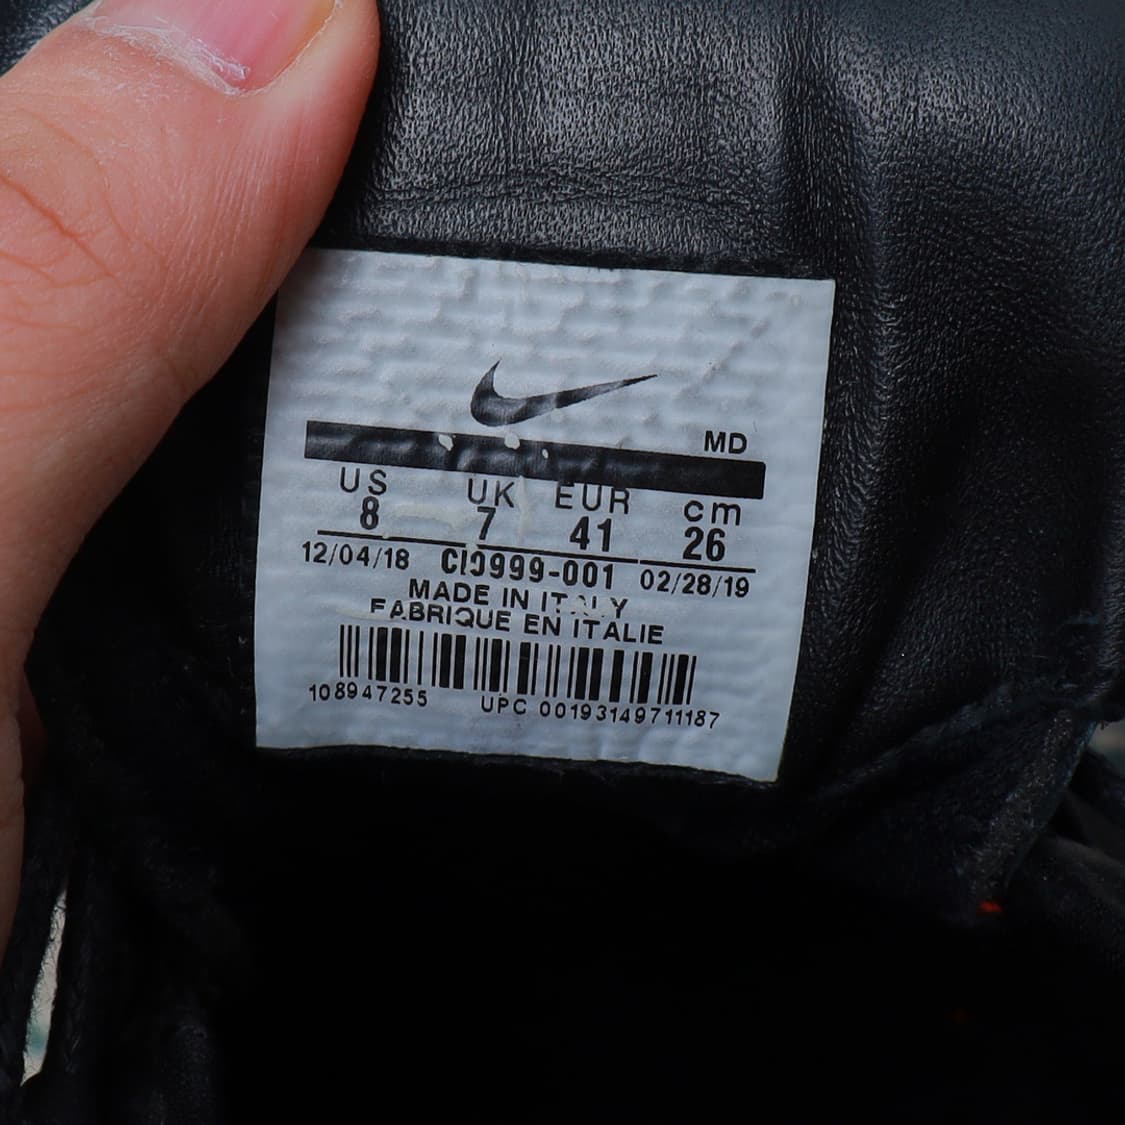 MD
US UK EUR cm
8 7 41 26
12/04/18 CI0999-001 02/28/19
MADE IN ITALY
FABRIQUE EN ITALIE
108947255 UPC 00193149711187